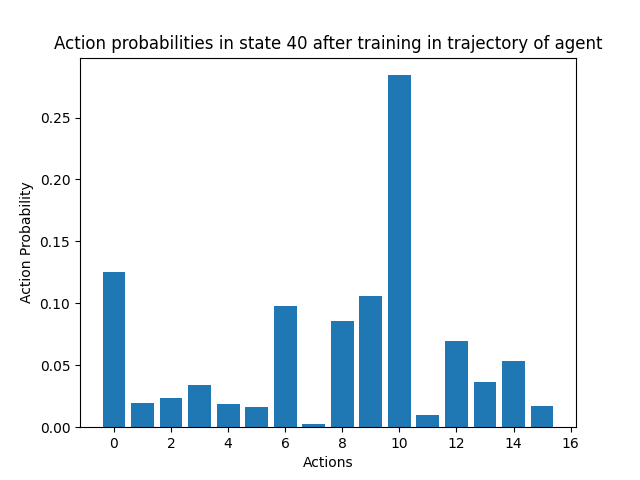 Action probabilities in state 40 after training in trajectory of agent
Action Probability
0.25
0.20
0.15
0.10
0.05
0.00
0 2 4 6 8 10 12 14 16
Actions